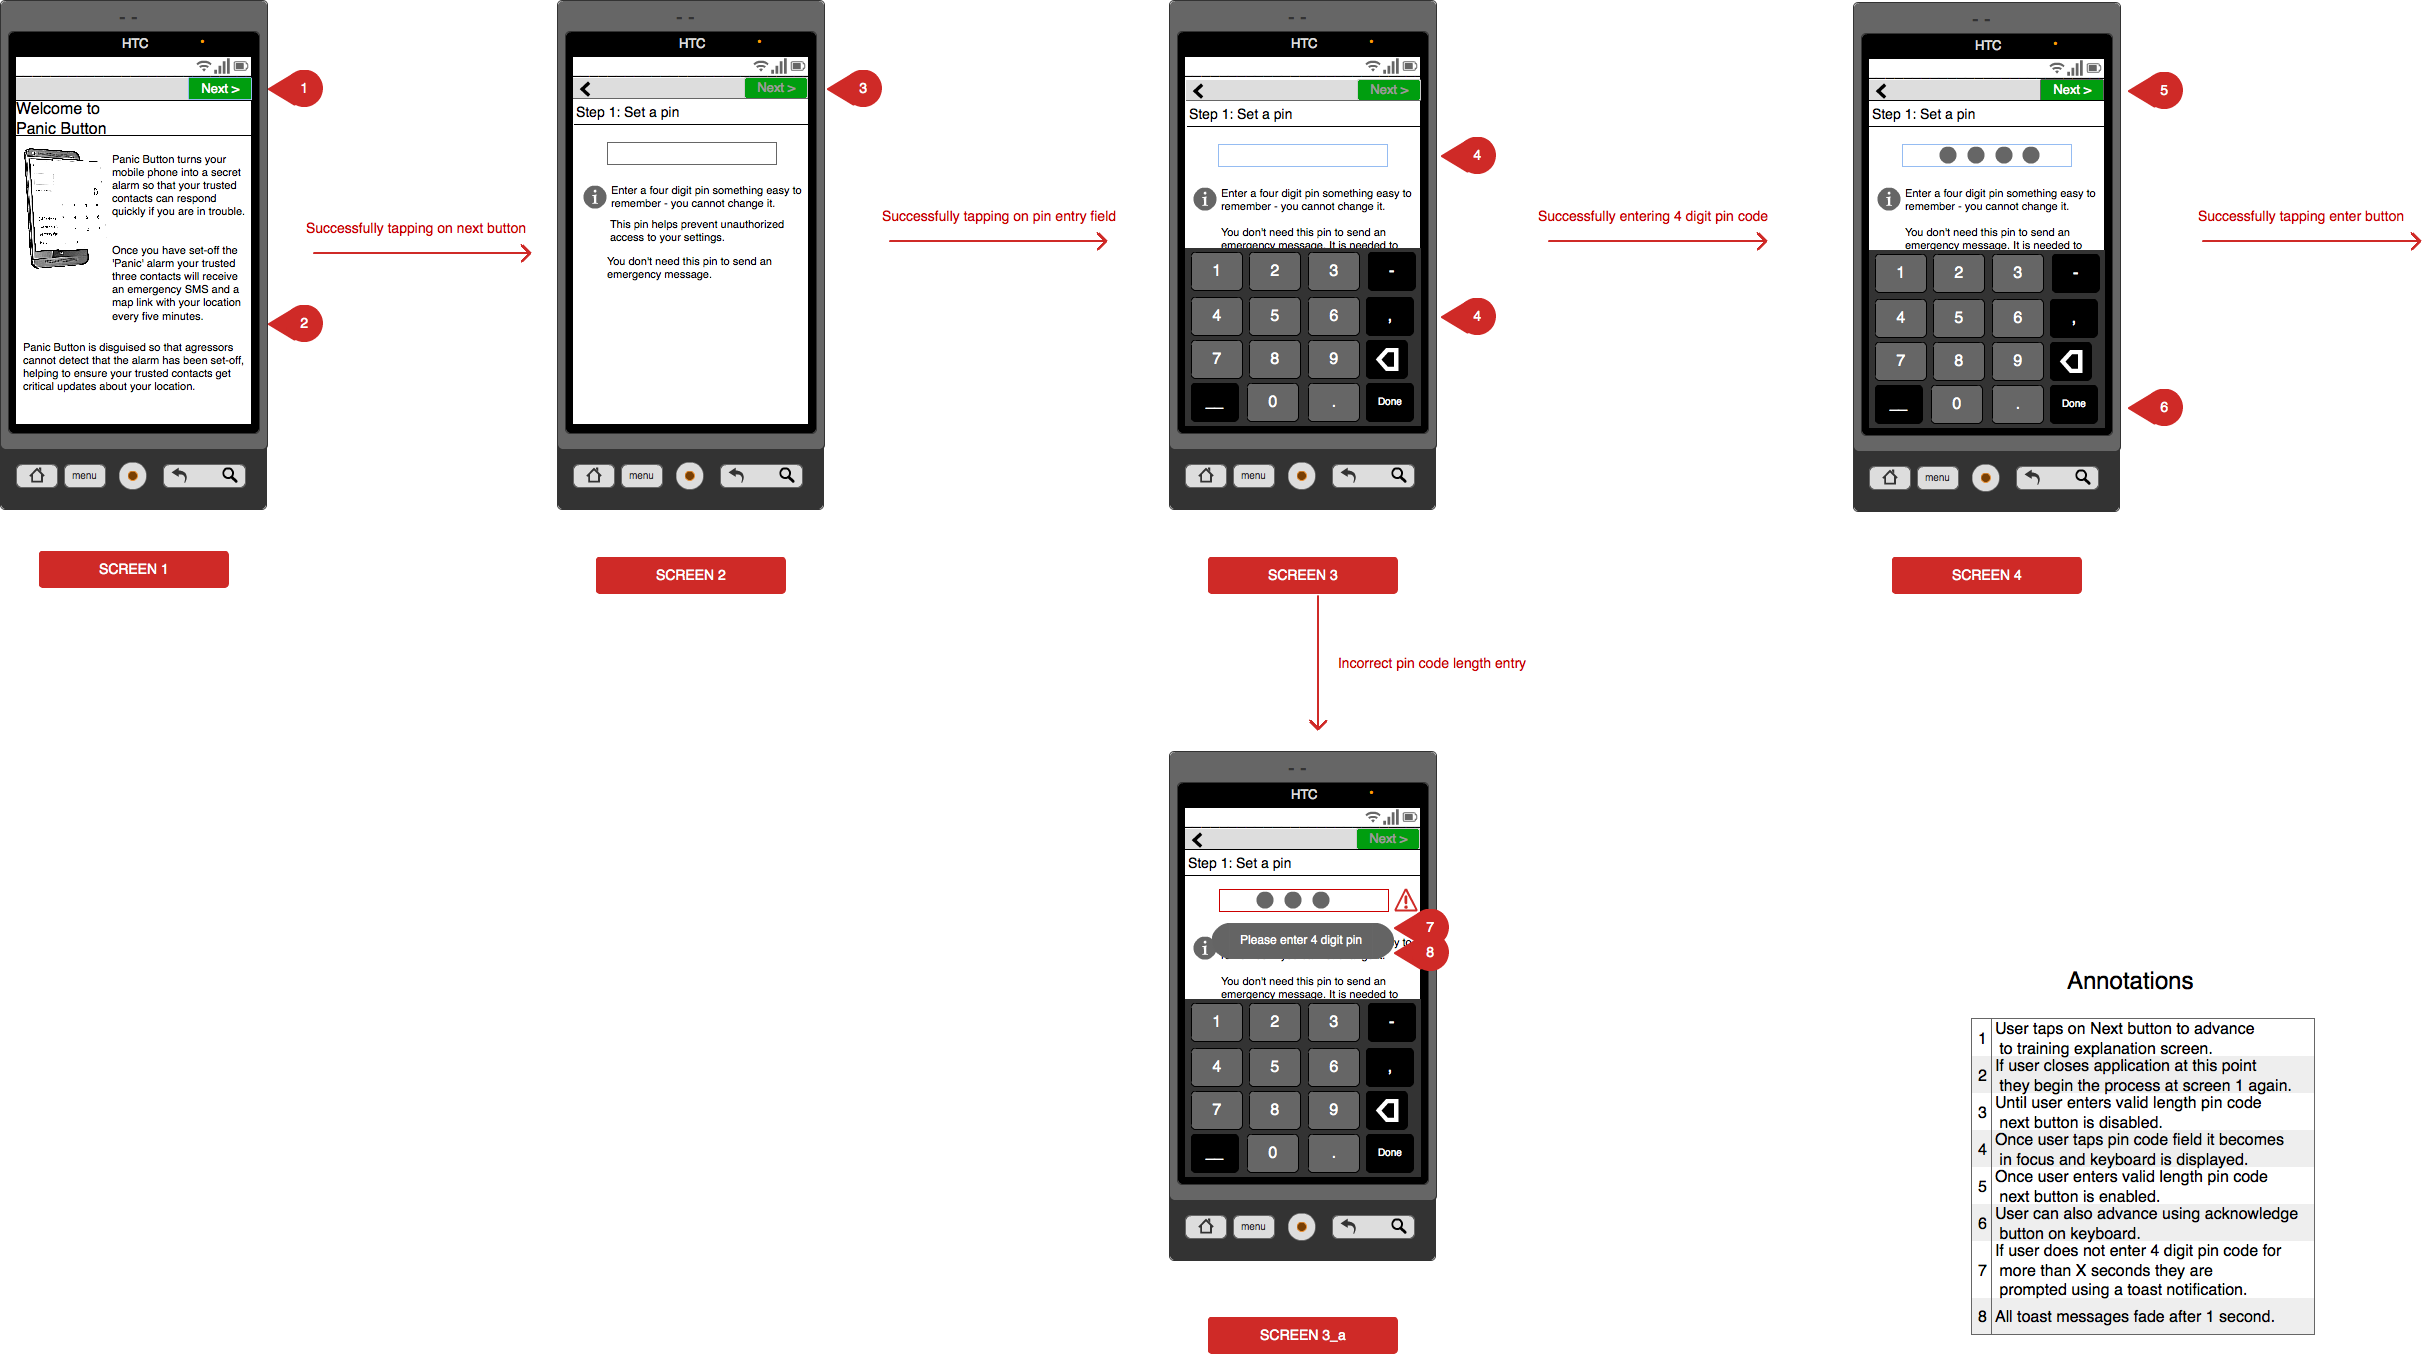 HTC
Next >
Welcome to
Panic Button
Panic Button turns your
mobile phone into a secret
alarm so that your trusted
contacts can respond
quickly if you are in trouble.
Once you have set-off the
'Panic' alarm your trusted
three contacts will receive
an emergency SMS and a
map link with your location
every five minutes.
Panic Button is disguised so that agressors
cannot detect that the alarm has been set-off,
helping to ensure your trusted contacts get
critical updates about your location.
menu
1
2
SCREEN 1
Successfully tapping on next button
HTC
Next >
Step 1: Set a pin
i
Enter a four digit pin something easy to
remember - you cannot change it.
This pin helps prevent unauthorized
access to your settings.
You don't need this pin to send an
emergency message.
menu
3
SCREEN 2
Successfully tapping on pin entry field
HTC
Next >
Step 1: Set a pin
i
Enter a four digit pin something easy to
remember - you cannot change it.
You don't need this pin to send an
emergency message. It is needed to
1 2 3 -
4 5 6 ,
7 8 9
__ 0 . Done
menu
4
4
SCREEN 3
Successfully entering 4 digit pin code
HTC
Next >
Step 1: Set a pin
i
Enter a four digit pin something easy to
remember - you cannot change it.
You don't need this pin to send an
emergency message. It is needed to
1 2 3 -
4 5 6 ,
7 8 9
__ 0 . Done
menu
5
6
SCREEN 4
Successfully tapping enter button
Incorrect pin code length entry
HTC
Next >
Step 1: Set a pin
i
Please enter 4 digit pin
You don't need this pin to send an
emergency message. It is needed to
1 2 3 -
4 5 6 ,
7 8 9
__ 0 . Done
menu
7
8
SCREEN 3_a
Annotations
1 User taps on Next button to advance
to training explanation screen.
2 If user closes application at this point
they begin the process at screen 1 again.
3 Until user enters valid length pin code
next button is disabled.
4 Once user taps pin code field it becomes
in focus and keyboard is displayed.
5 Once user enters valid length pin code
next button is enabled.
6 User can also advance using acknowledge
button on keyboard.
7 If user does not enter 4 digit pin code for
more than X seconds they are
prompted using a toast notification.
8 All toast messages fade after 1 second.